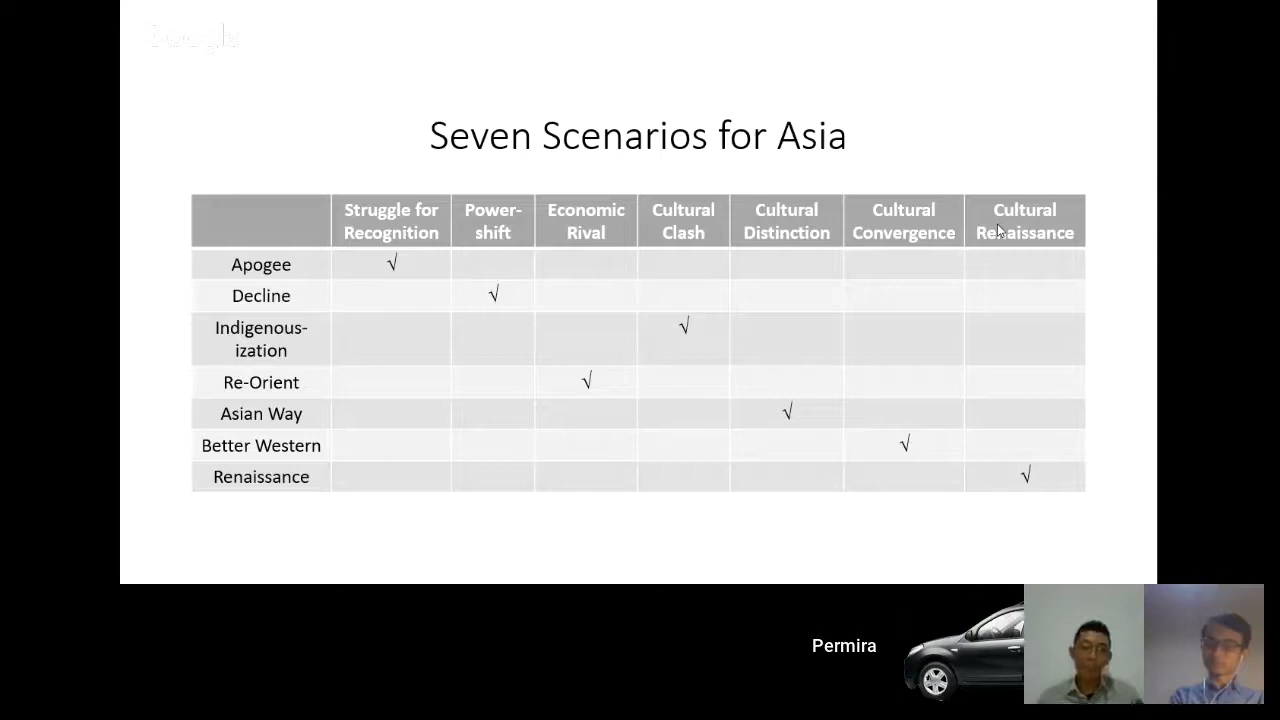 Seven Scenarios for Asia
Struggle for Recognition Power-shift Economic Rival Cultural Clash Cultural Distinction Cultural Convergence Cultural Renaissance
Apogee √
Decline √
Indigenous-
ization √
Re-Orient √
Asian Way √
Better Western √
Renaissance √
Permira